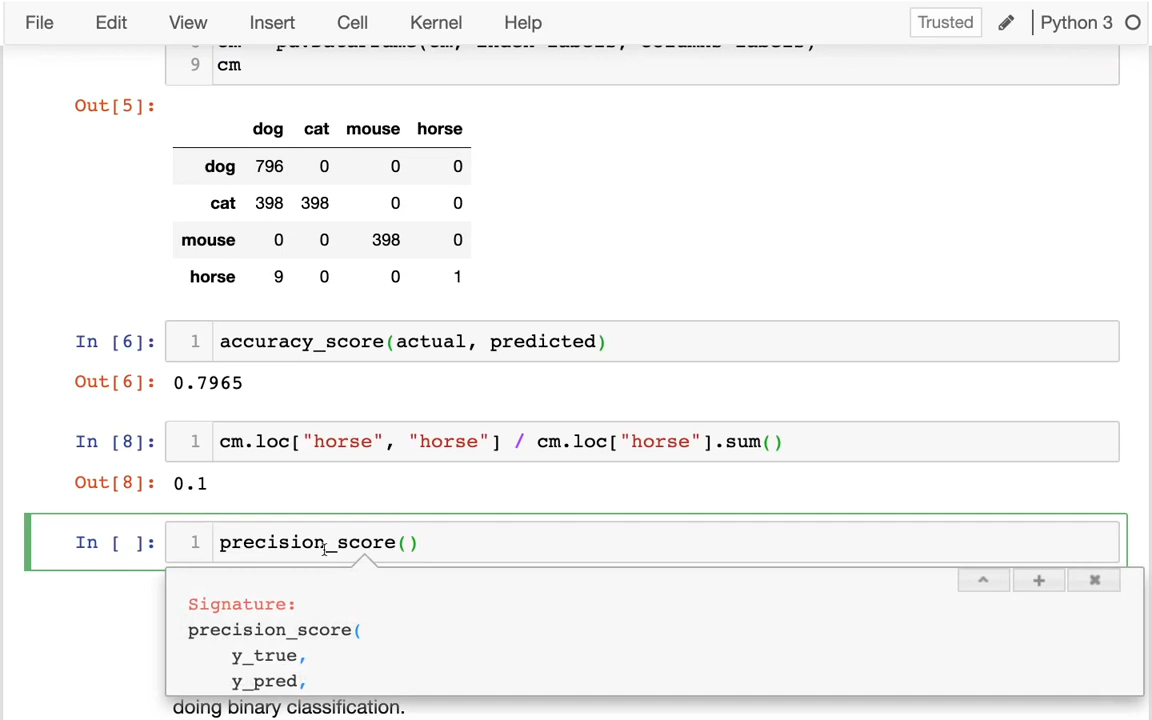 File Edit View Insert Cell Kernel Help Trusted Python 3
9 cm
Out[5]:
dog cat mouse horse
dog 796 0 0 0
cat 398 398 0 0
mouse 0 0 398 0
horse 9 0 0 1
In [6]: 1 accuracy_score(actual, predicted)
Out[6]: 0.7965
In [8]: 1 cm.loc["horse", "horse"] / cm.loc["horse"].sum()
Out[8]: 0.1
In [ ]: 1 precision_score()
Signature:
precision_score(
y_true,
y_pred,
doing binary classification.